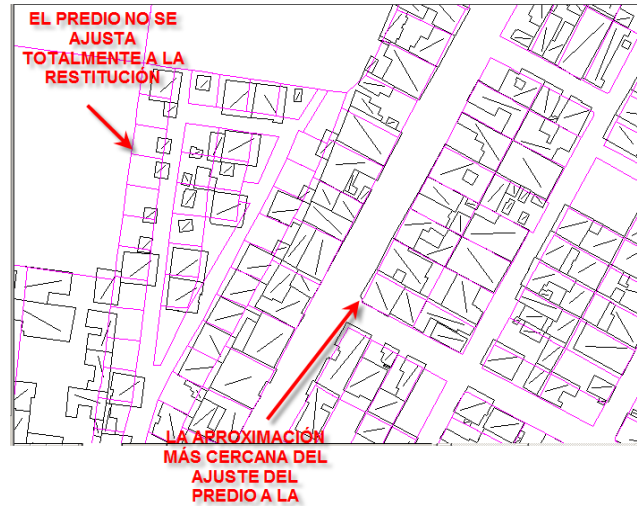 EL PREDIO NO SE
AJUSTA
TOTALMENTE A LA
RESTITUCIÓN
LA APROXIMACIÓN
MÁS CERCANA DEL
AJUSTE DEL
PREDIO A LA